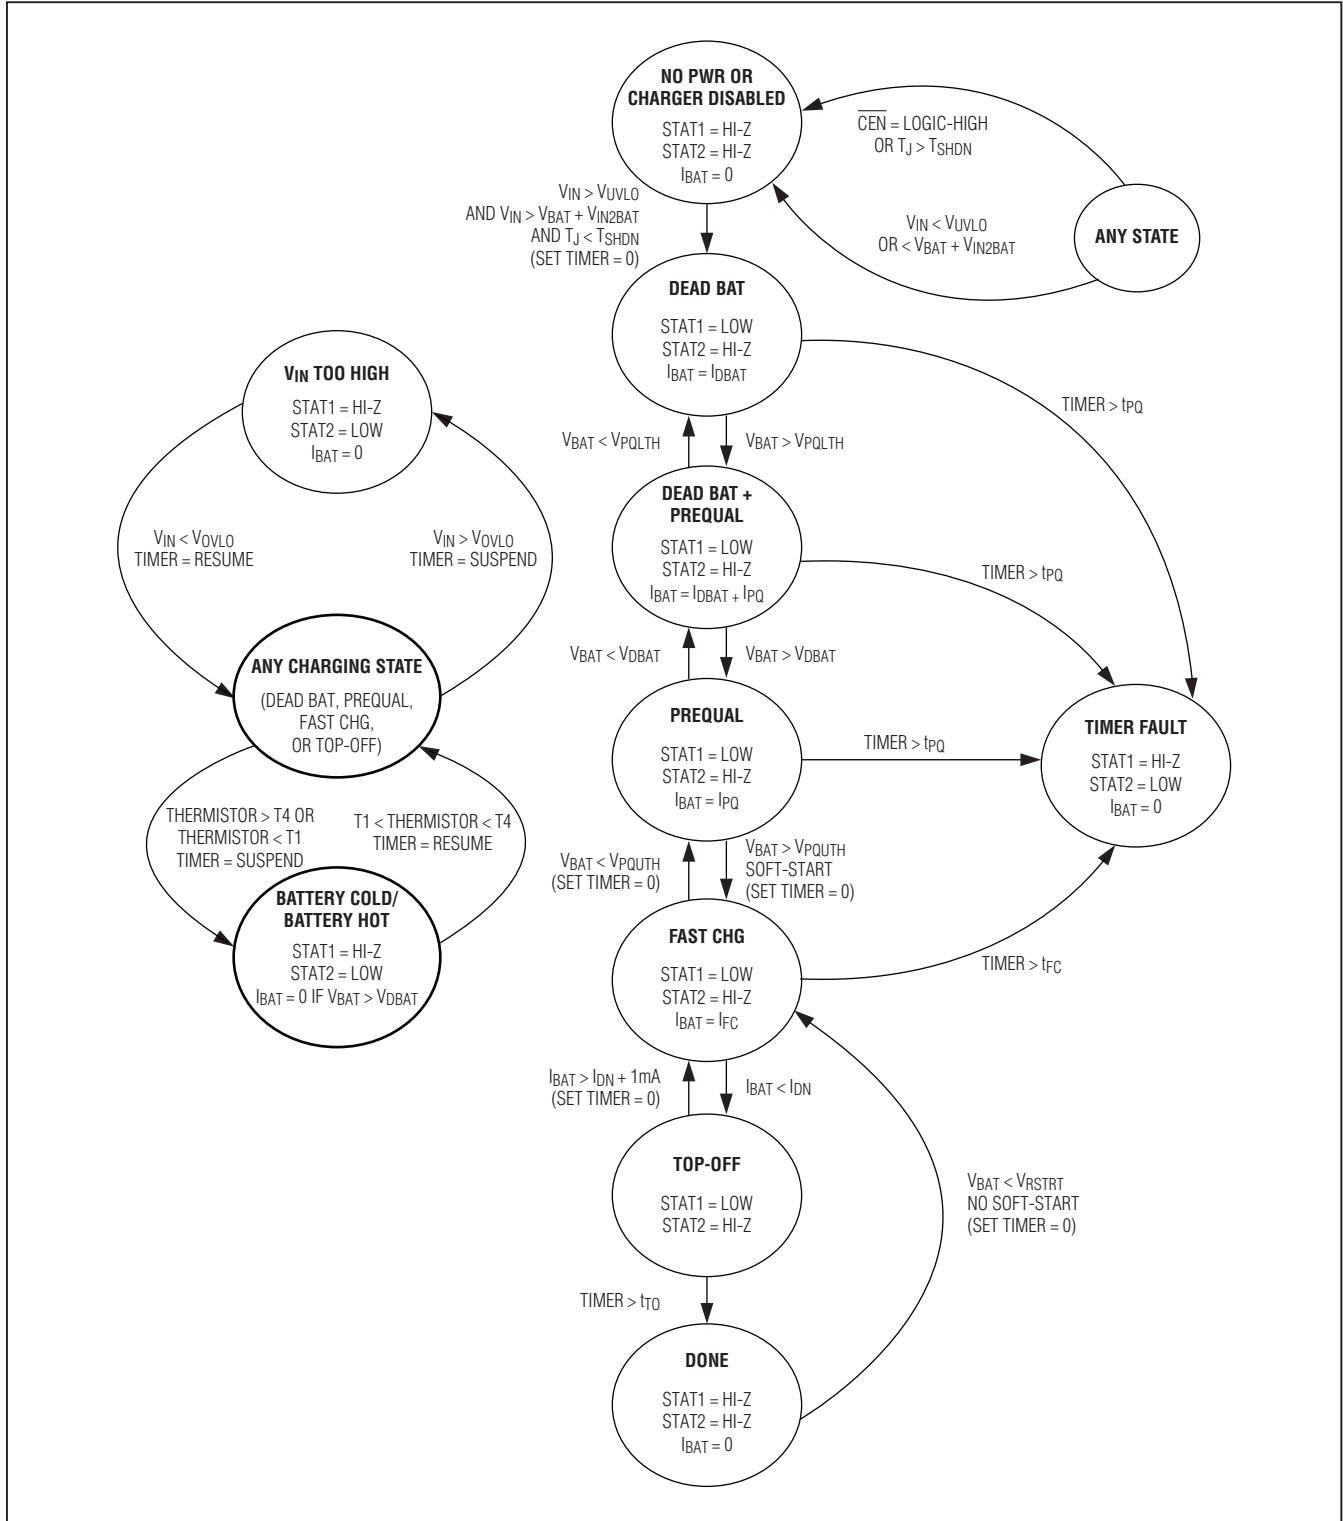 NO PWR OR
CHARGER DISABLED
STAT1 = HI-Z
STAT2 = HI-Z
IBAT = 0
CEN = LOGIC-HIGH
OR TJ > TSHDN
VIN < VUVLO
OR < VBAT + VIN2BAT
ANY STATE
VIN > VUVLO
AND VIN > VBAT + VIN2BAT
AND TJ < TSHDN
(SET TIMER = 0)
DEAD BAT
STAT1 = LOW
STAT2 = HI-Z
IBAT = IDBAT
TIMER > tPQ
VBAT < VPQLTH
VBAT > VPQLTH
DEAD BAT +
PREQUAL
STAT1 = LOW
STAT2 = HI-Z
IBAT = IDBAT + IPQ
TIMER > tPQ
VBAT < VDBAT
VBAT > VDBAT
PREQUAL
STAT1 = LOW
STAT2 = HI-Z
IBAT = IPQ
TIMER > tPQ
TIMER FAULT
STAT1 = HI-Z
STAT2 = LOW
IBAT = 0
VBAT < VPQUTH
(SET TIMER = 0)
VBAT > VPQUTH
SOFT-START
(SET TIMER = 0)
FAST CHG
STAT1 = LOW
STAT2 = HI-Z
IBAT = IFC
TIMER > tFC
IBAT > IDN + 1mA
(SET TIMER = 0)
IBAT < IDN
TOP-OFF
STAT1 = LOW
STAT2 = HI-Z
VBAT < VRSTRT
NO SOFT-START
(SET TIMER = 0)
TIMER > tTO
DONE
STAT1 = HI-Z
STAT2 = HI-Z
IBAT = 0
VIN TOO HIGH
STAT1 = HI-Z
STAT2 = LOW
IBAT = 0
VIN < VOVLO
TIMER = RESUME
VIN > VOVLO
TIMER = SUSPEND
ANY CHARGING STATE
(DEAD BAT, PREQUAL,
FAST CHG,
OR TOP-OFF)
THERMISTOR > T4 OR
THERMISTOR < T1
TIMER = SUSPEND
T1 < THERMISTOR < T4
TIMER = RESUME
BATTERY COLD/
BATTERY HOT
STAT1 = HI-Z
STAT2 = LOW
IBAT = 0 IF VBAT > VDBAT